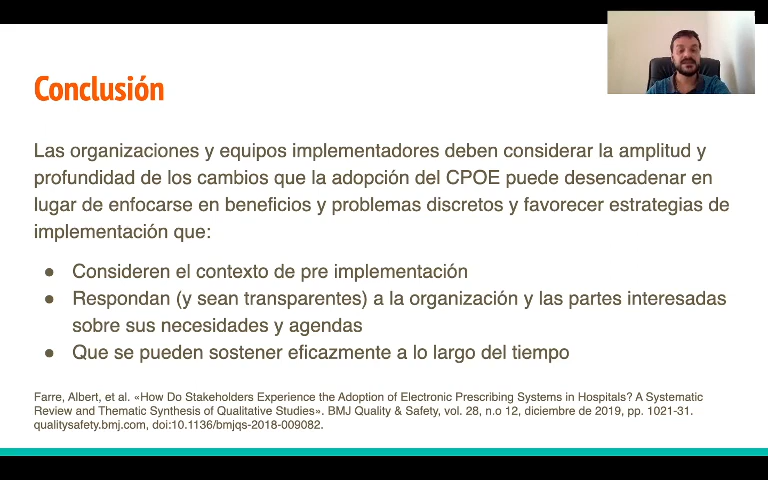 Conclusión
Las organizaciones y equipos implementadores deben considerar la amplitud y
profundidad de los cambios que la adopción del CPOE puede desencadenar en
lugar de enfocarse en beneficios y problemas discretos y favorecer estrategias de
implementación que:
● Consideren el contexto de pre implementación
● Respondan (y sean transparentes) a la organización y las partes interesadas
sobre sus necesidades y agendas
● Que se pueden sostener eficazmente a lo largo del tiempo
Farre, Albert, et al. «How Do Stakeholders Experience the Adoption of Electronic Prescribing Systems in Hospitals? A Systematic
Review and Thematic Synthesis of Qualitative Studies». BMJ Quality & Safety, vol. 28, n.o 12, diciembre de 2019, pp. 1021-31.
qualitysafety.bmj.com, doi:10.1136/bmjqs-2018-009082.